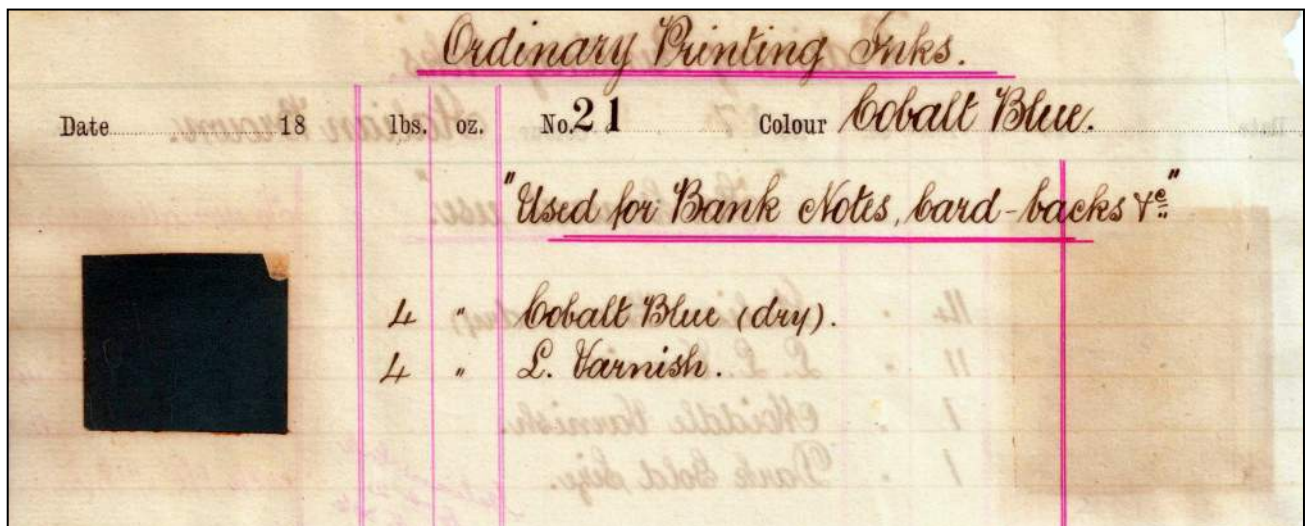 Ordinary Printing Inks.
Date 18 lbs. oz. No. 21 Colour Cobalt Blue.
"Used for Bank Notes, Card-backs &c."
4 " Cobalt Blue (dry).
4 " L. Varnish.